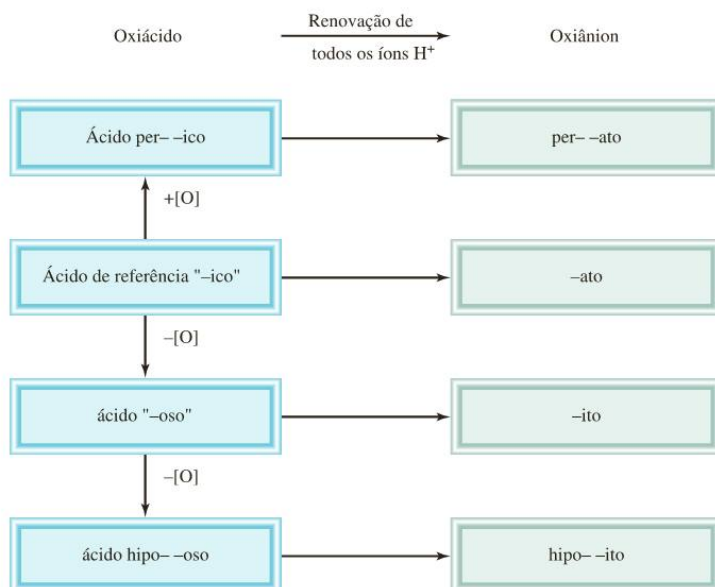 Oxiácido
Renovação de
todos os íons H⁺
Oxiânion
Ácido per– –ico
per– –ato
+[O]
Ácido de referência "–ico"
–ato
–[O]
ácido "–oso"
–ito
–[O]
ácido hipo– –oso
hipo– –ito